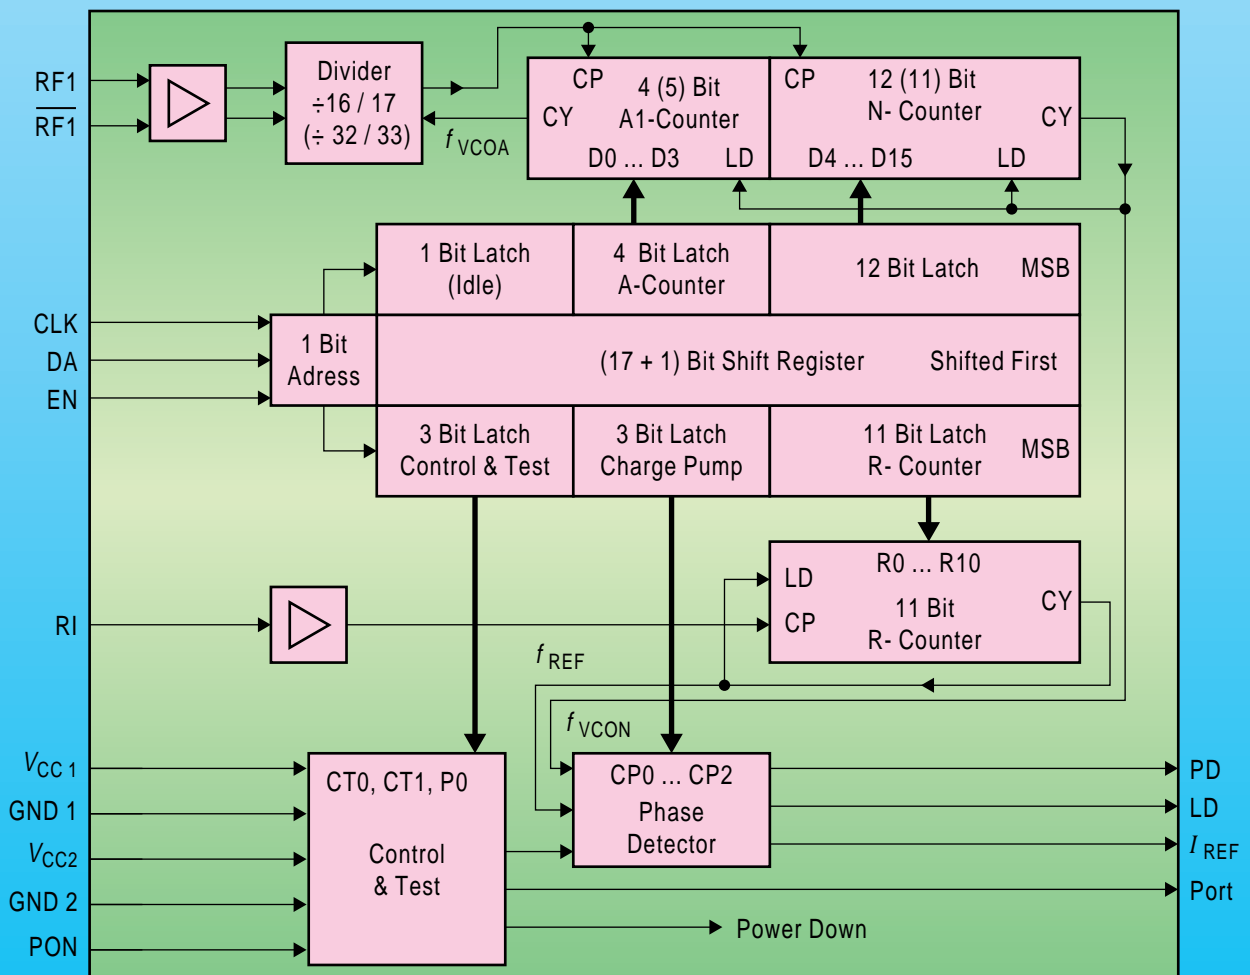 RF1
RF1
Divider
÷16 / 17
(÷ 32 / 33)
f VCOA
CP
4 (5) Bit
A1-Counter
CY
D0 ... D3
LD
CP
12 (11) Bit
N- Counter
CY
D4 ... D15
LD
1 Bit Latch
(Idle)
4 Bit Latch
A-Counter
12 Bit Latch
MSB
CLK
DA
EN
1 Bit
Adress
(17 + 1) Bit Shift Register
Shifted First
3 Bit Latch
Control & Test
3 Bit Latch
Charge Pump
11 Bit Latch
R- Counter
MSB
RI
LD
CP
R0 ... R10
11 Bit
R- Counter
CY
f REF
f VCON
VCC 1
GND 1
VCC2
GND 2
PON
CT0, CT1, P0
Control
& Test
CP0 ... CP2
Phase
Detector
PD
LD
I REF
Port
Power Down